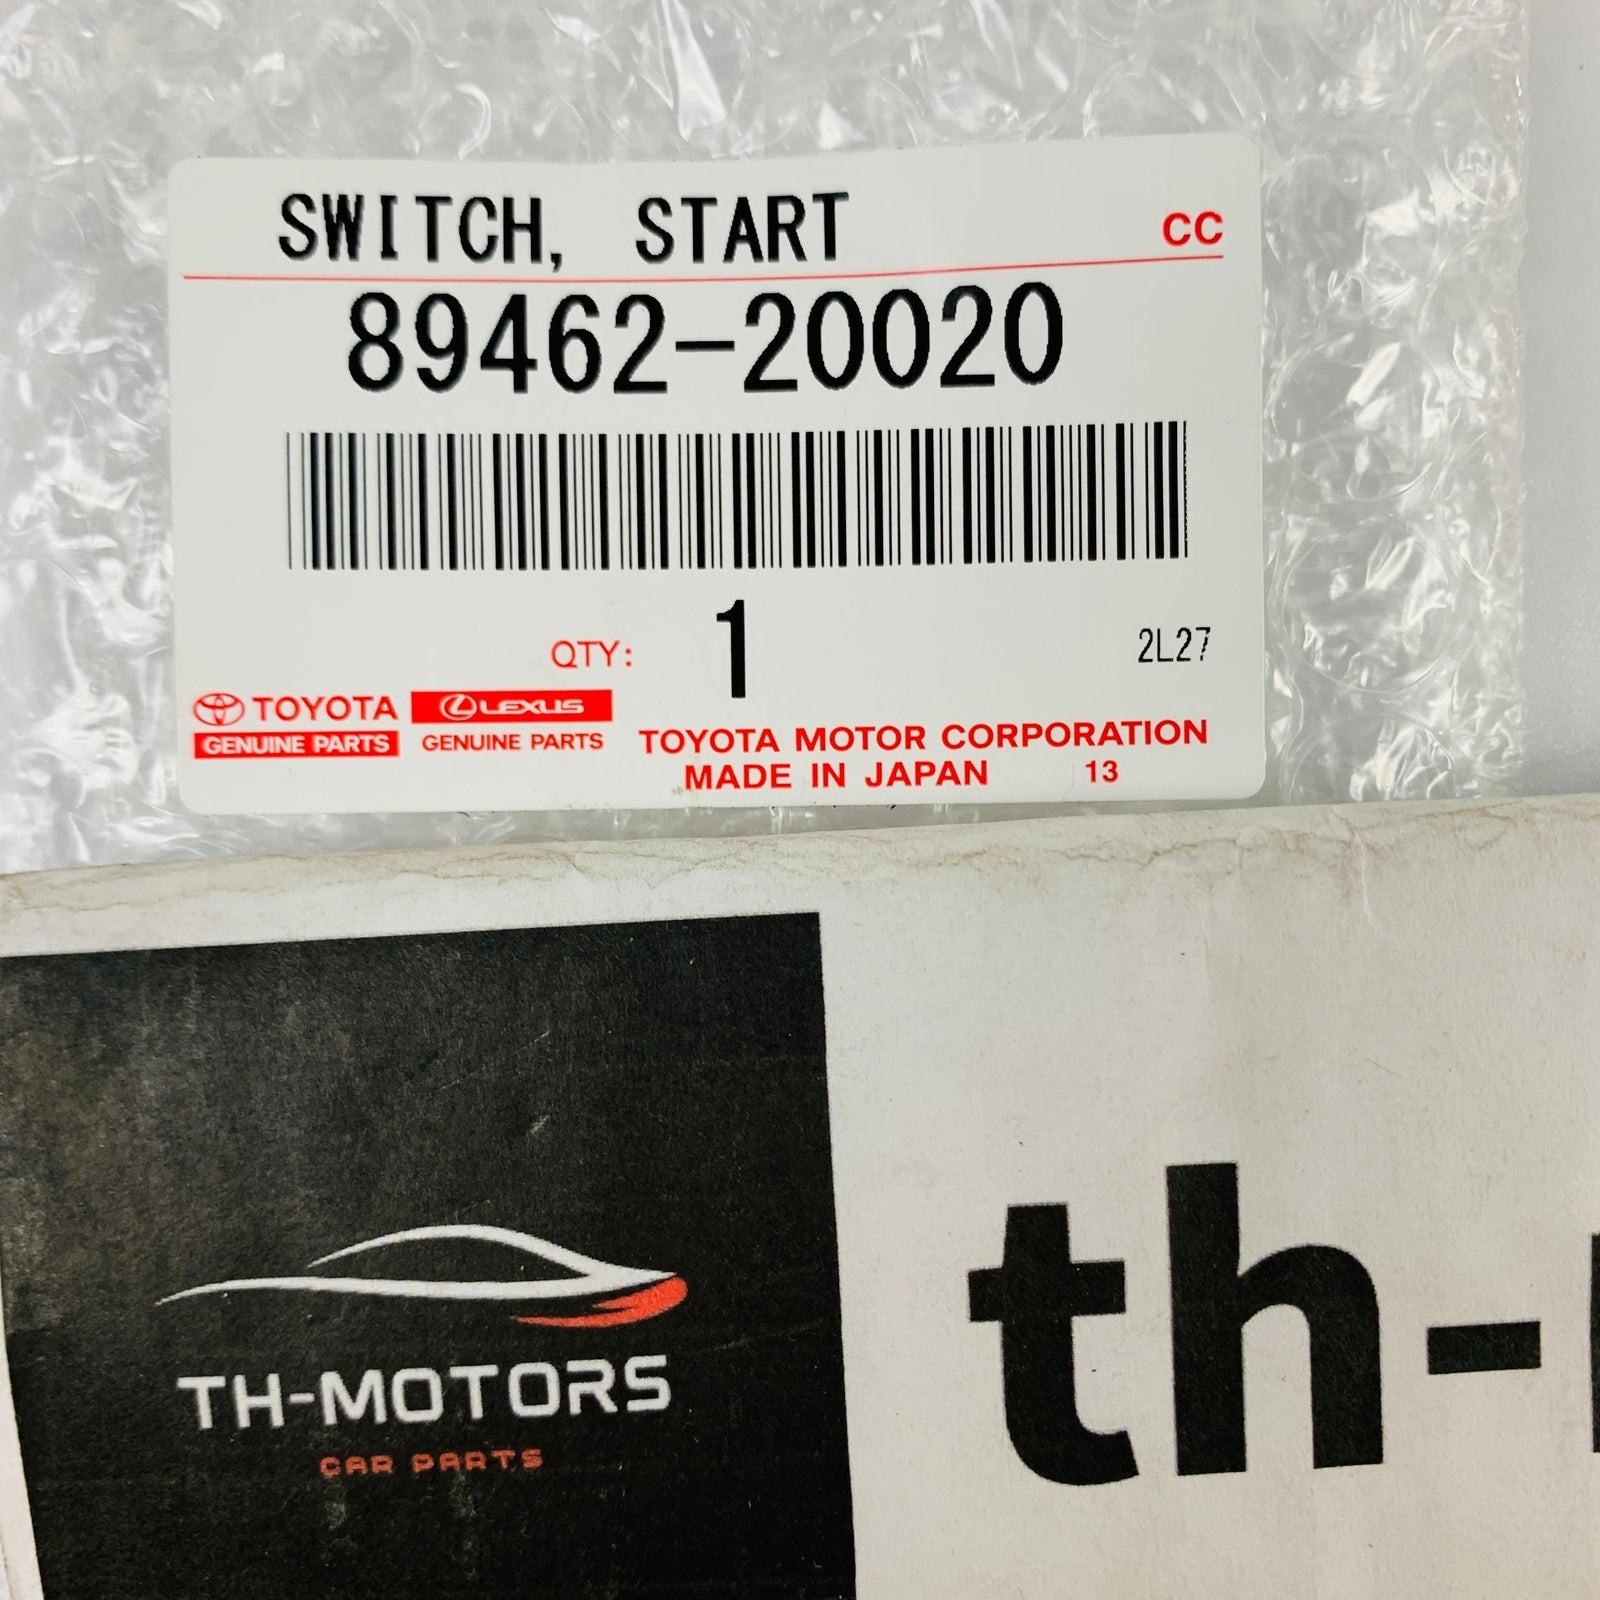 SWITCH, START CC
89462-20020
QTY: 1 2L27
TOYOTA LEXUS
GENUINE PARTS GENUINE PARTS
TOYOTA MOTOR CORPORATION
MADE IN JAPAN 13
TH-MOTORS
CAR PARTS
th-